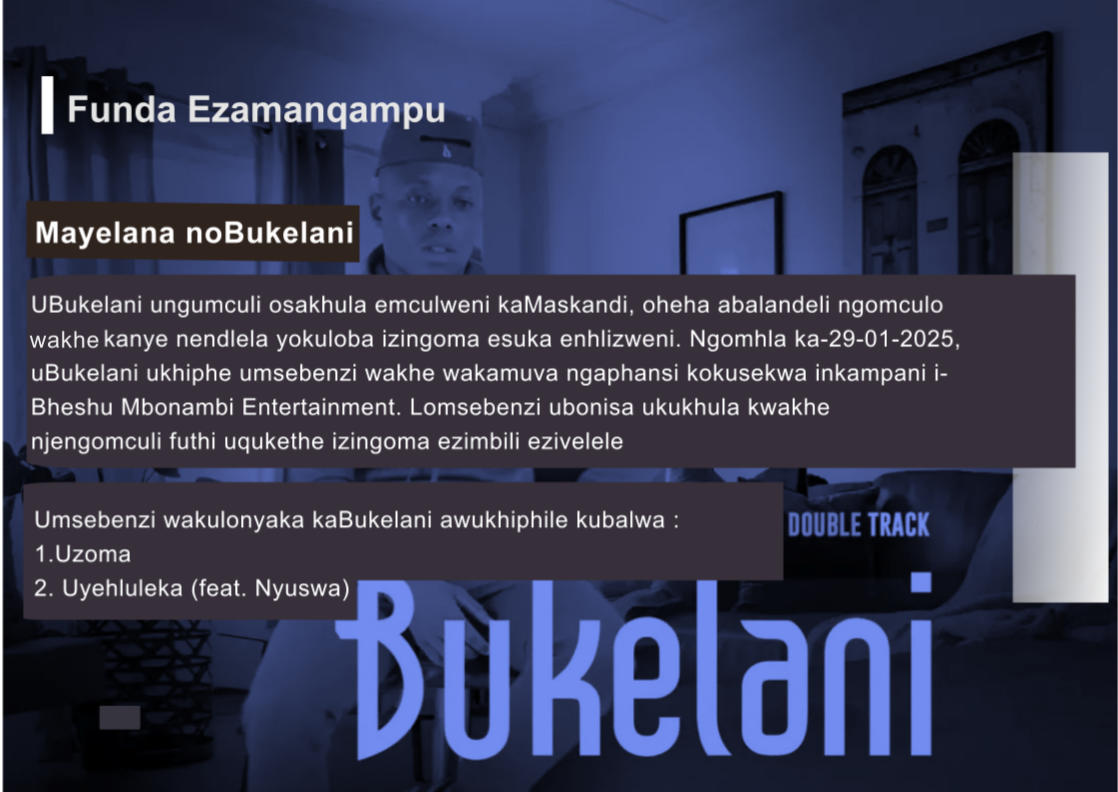 Funda Ezamanqampu
Mayelana noBukelani
UBukelani ungumculi osakhula emculweni kaMaskandi, oheha abalandeli ngomculo
wakhe kanye nendlela yokuloba izingoma esuka enhlizweni. Ngomhla ka-29-01-2025,
uBukelani ukhiphe umsebenzi wakhe wakamuva ngaphansi kokusekwa inkampani i-
Bheshu Mbonambi Entertainment. Lomsebenzi ubonisa ukukhula kwakhe
njengomculi futhi uqukethe izingoma ezimbili ezivelele
Umsebenzi wakulonyaka kaBukelani awukhiphile kubalwa :
1.Uzoma
2. Uyehluleka (feat. Nyuswa)
DOUBLE TRACK
Bukelani